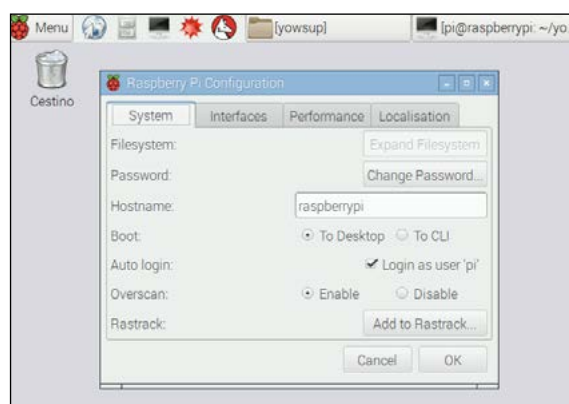 Menu [yowsup] [pi@raspberrypi: ~/yo
Cestino
Raspberry Pi Configuration
System Interfaces Performance Localisation
Filesystem: Expand Filesystem
Password: Change Password...
Hostname: raspberrypi
Boot: To Desktop To CLI
Auto login: Login as user 'pi'
Overscan: Enable Disable
Rastrack: Add to Rastrack...
Cancel OK